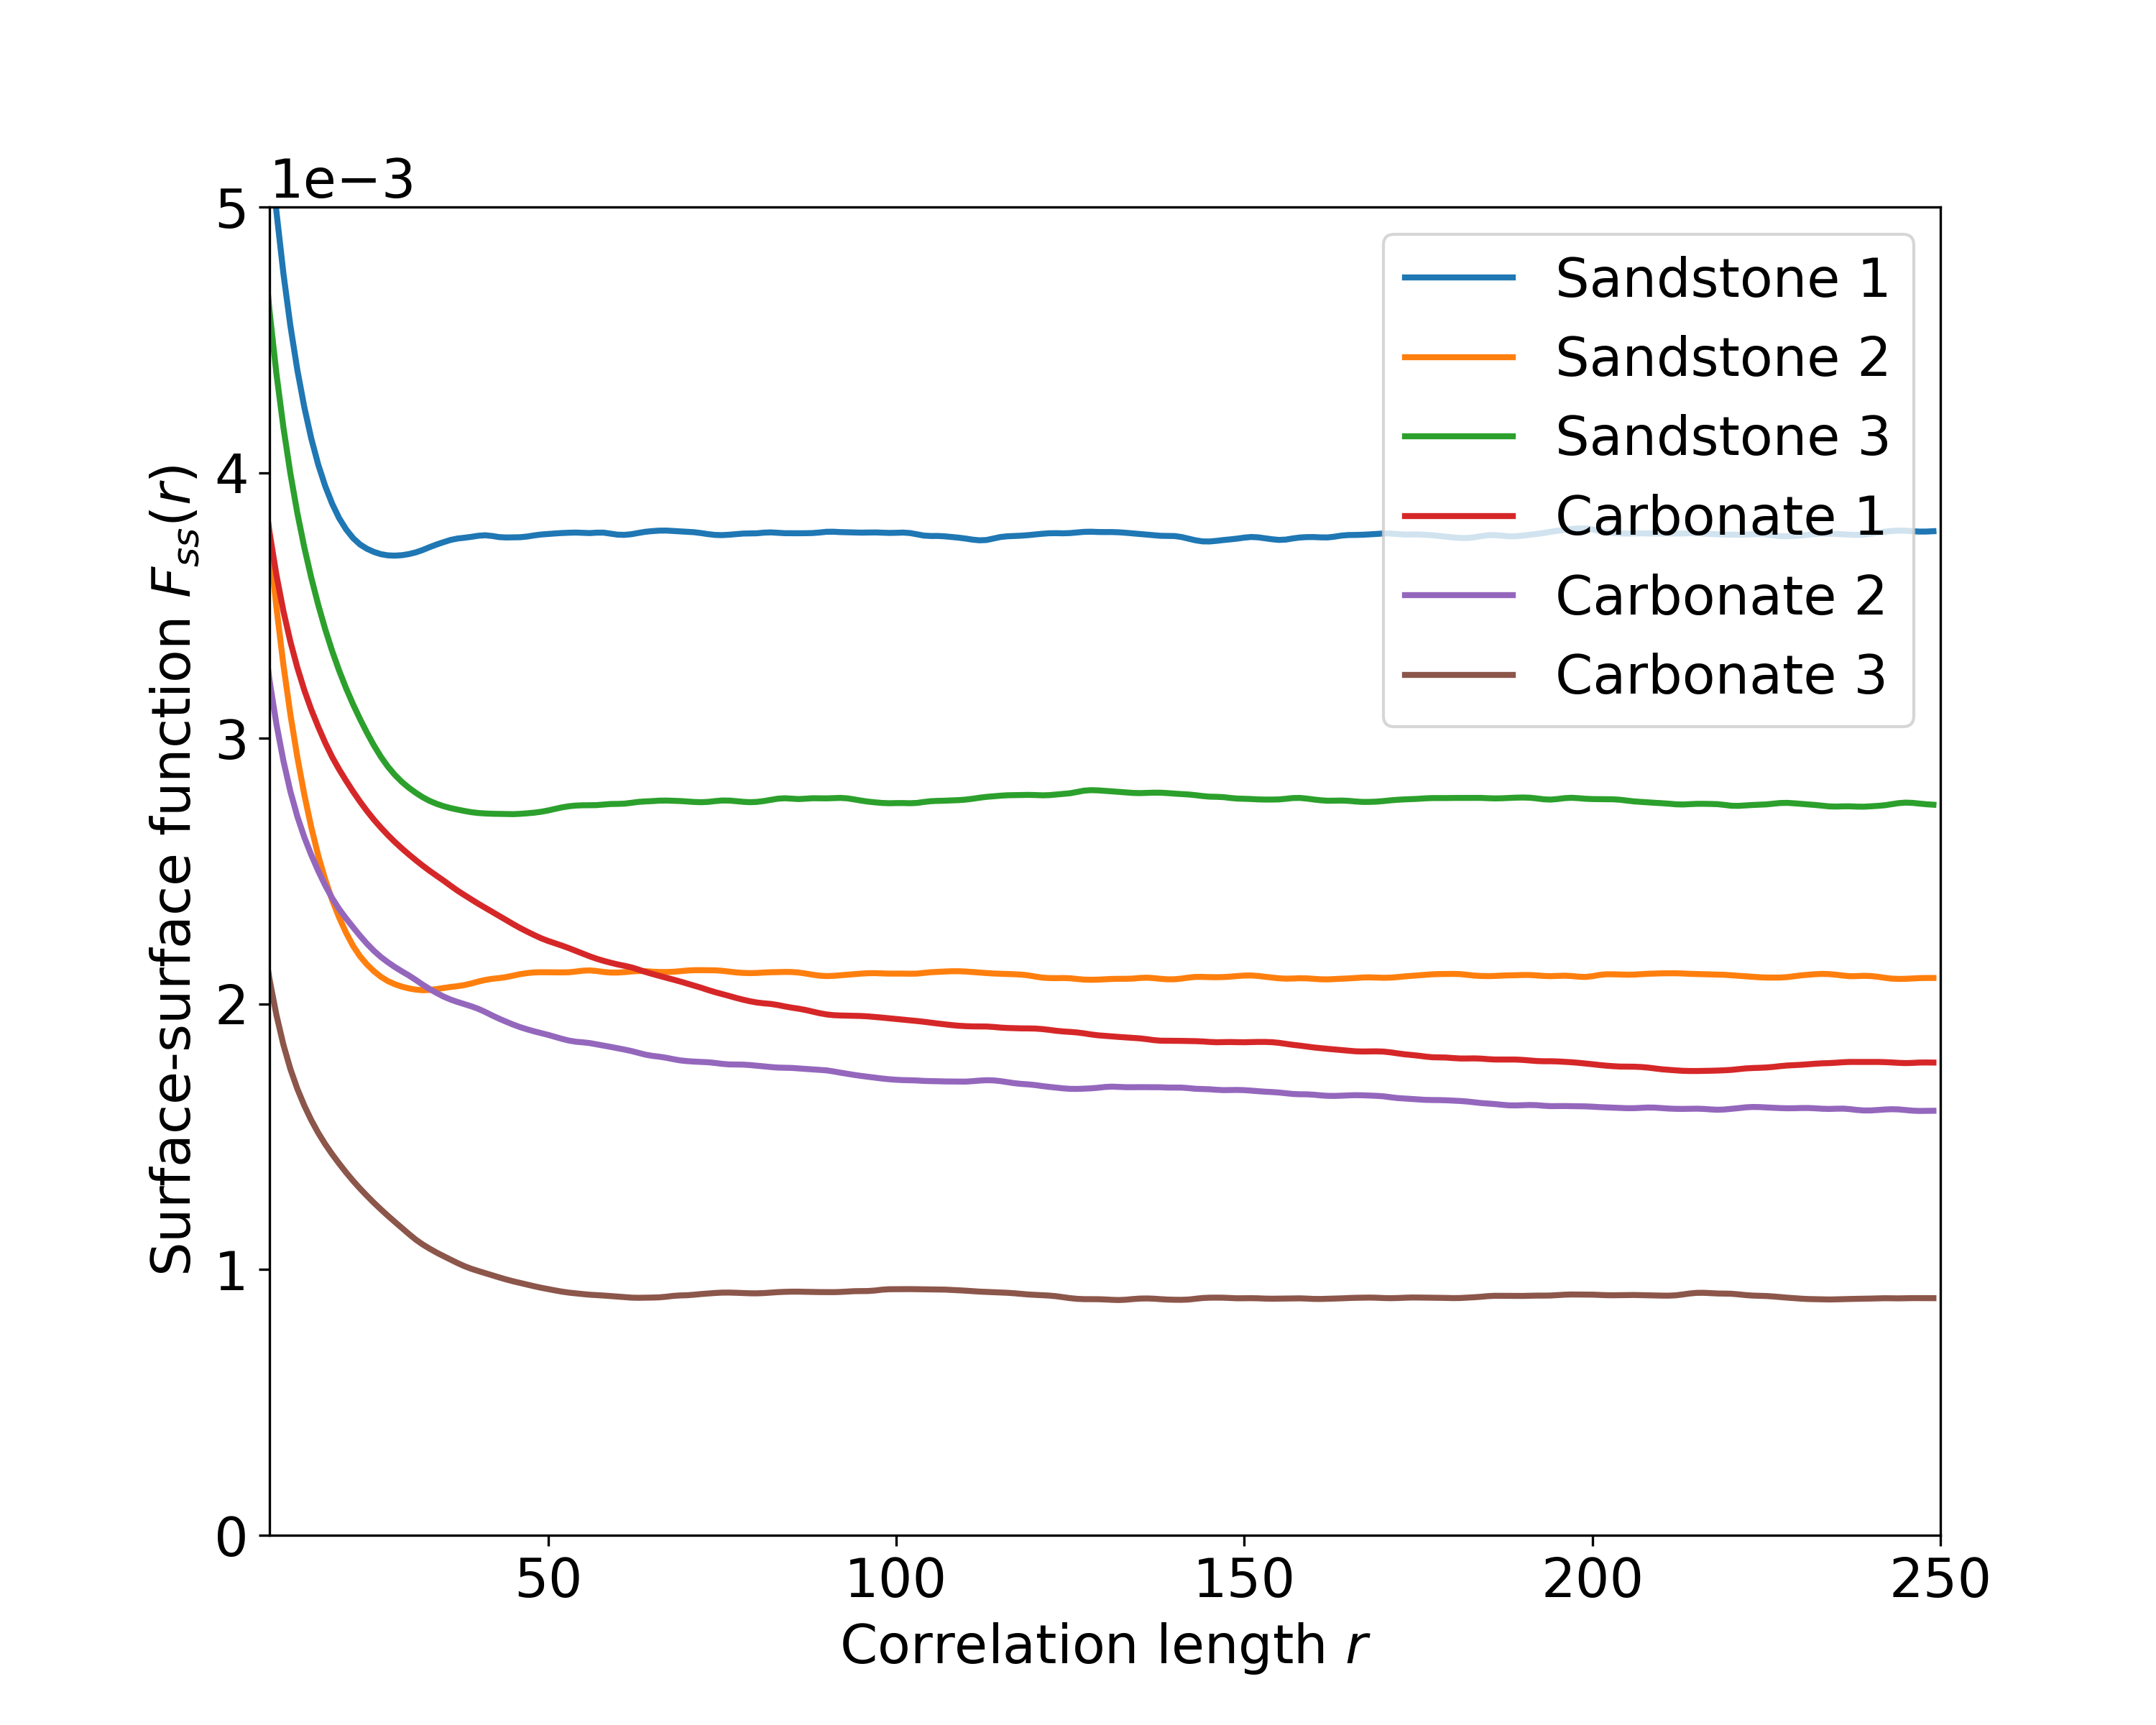 1e−3
5
4
3
2
1
0
Surface-surface function F_ss(r)
Sandstone 1
Sandstone 2
Sandstone 3
Carbonate 1
Carbonate 2
Carbonate 3
50 100 150 200 250
Correlation length r